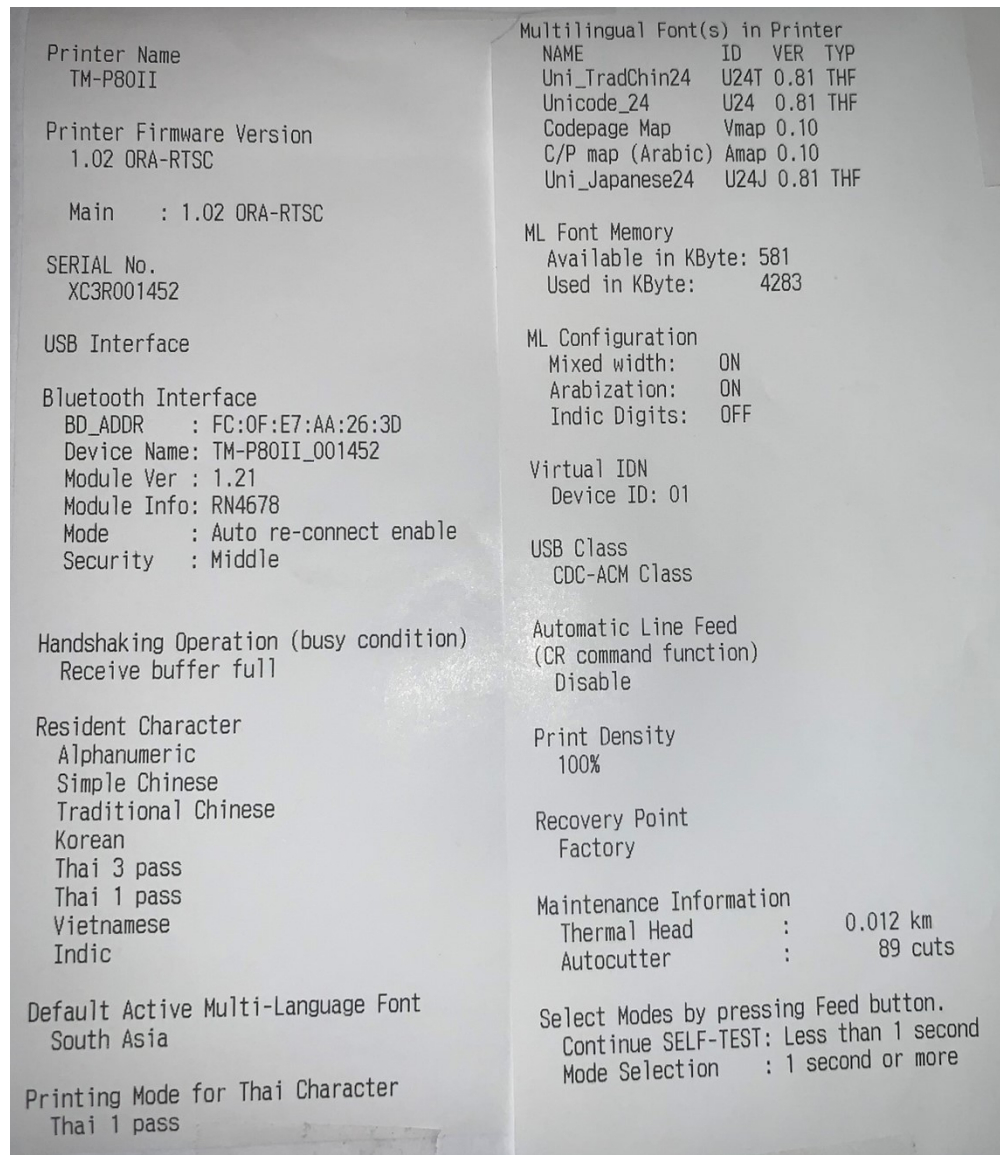 Printer Name
TM-P80II
Printer Firmware Version
1.02 ORA-RTSC
Main : 1.02 ORA-RTSC
SERIAL No.
XC3R001452
USB Interface
Bluetooth Interface
BD_ADDR : FC:0F:E7:AA:26:3D
Device Name: TM-P80II_001452
Module Ver : 1.21
Module Info: RN4678
Mode : Auto re-connect enable
Security : Middle
Handshaking Operation (busy condition)
Receive buffer full
Resident Character
Alphanumeric
Simple Chinese
Traditional Chinese
Korean
Thai 3 pass
Thai 1 pass
Vietnamese
Indic
Default Active Multi-Language Font
South Asia
Printing Mode for Thai Character
Thai 1 pass
Multilingual Font(s) in Printer
NAME ID VER TYP
Uni_TradChin24 U24T 0.81 THF
Unicode_24 U24 0.81 THF
Codepage Map Vmap 0.10
C/P map (Arabic) Amap 0.10
Uni_Japanese24 U24J 0.81 THF
ML Font Memory
Available in KByte: 581
Used in KByte: 4283
ML Configuration
Mixed width: ON
Arabization: ON
Indic Digits: OFF
Virtual IDN
Device ID: 01
USB Class
CDC-ACM Class
Automatic Line Feed
(CR command function)
Disable
Print Density
100%
Recovery Point
Factory
Maintenance Information
Thermal Head : 0.012 km
Autocutter : 89 cuts
Select Modes by pressing Feed button.
Continue SELF-TEST: Less than 1 second
Mode Selection : 1 second or more